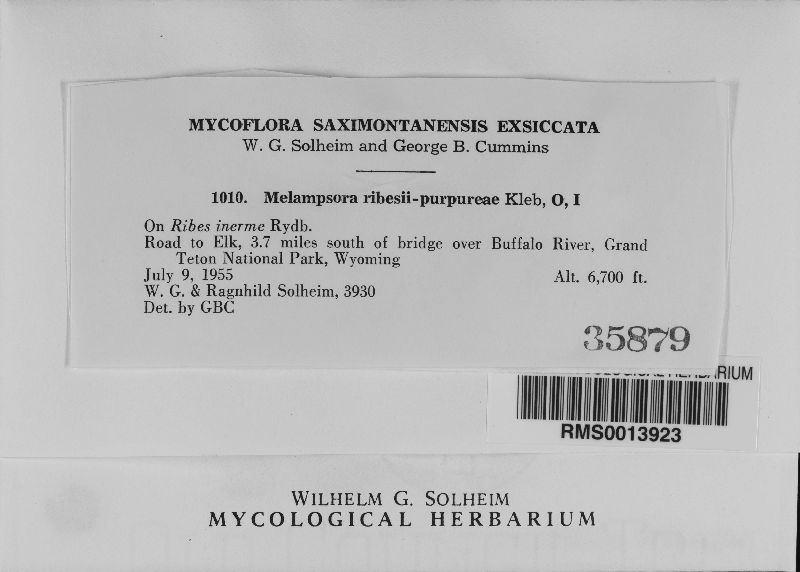 MYCOFLORA SAXIMONTANENSIS EXSICCATA
W. G. Solheim and George B. Cummins
1010. Melampsora ribesii-purpureae Kleb, O, I
On Ribes inerme Rydb.
Road to Elk, 3.7 miles south of bridge over Buffalo River, Grand
Teton National Park, Wyoming
July 9, 1955 Alt. 6,700 ft.
W. G. & Ragnhild Solheim, 3930
Det. by GBC
35879
RMS0013923
WILHELM G. SOLHEIM
MYCOLOGICAL HERBARIUM